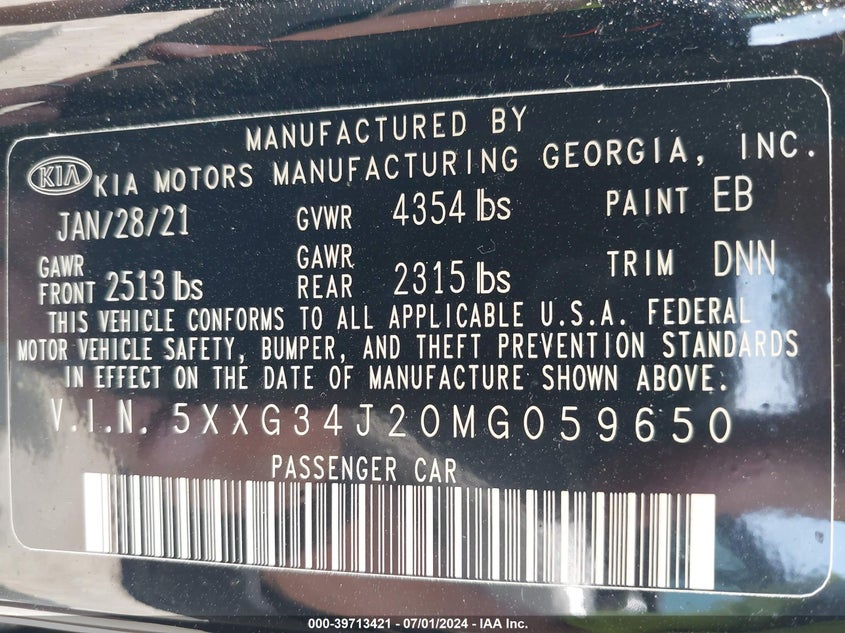 MANUFACTURED BY
KIA KIA MOTORS MANUFACTURING GEORGIA, INC.
JAN/28/21 GVWR 4354 lbs PAINT EB
GAWR FRONT 2513 lbs GAWR REAR 2315 lbs TRIM DNN
THIS VEHICLE CONFORMS TO ALL APPLICABLE U.S.A. FEDERAL
MOTOR VEHICLE SAFETY, BUMPER, AND THEFT PREVENTION STANDARDS
IN EFFECT ON THE DATE OF MANUFACTURE SHOWN ABOVE.
V.I.N. 5XXG34J20MG059650
PASSENGER CAR
000-39713421 - 07/01/2024 - IAA Inc.